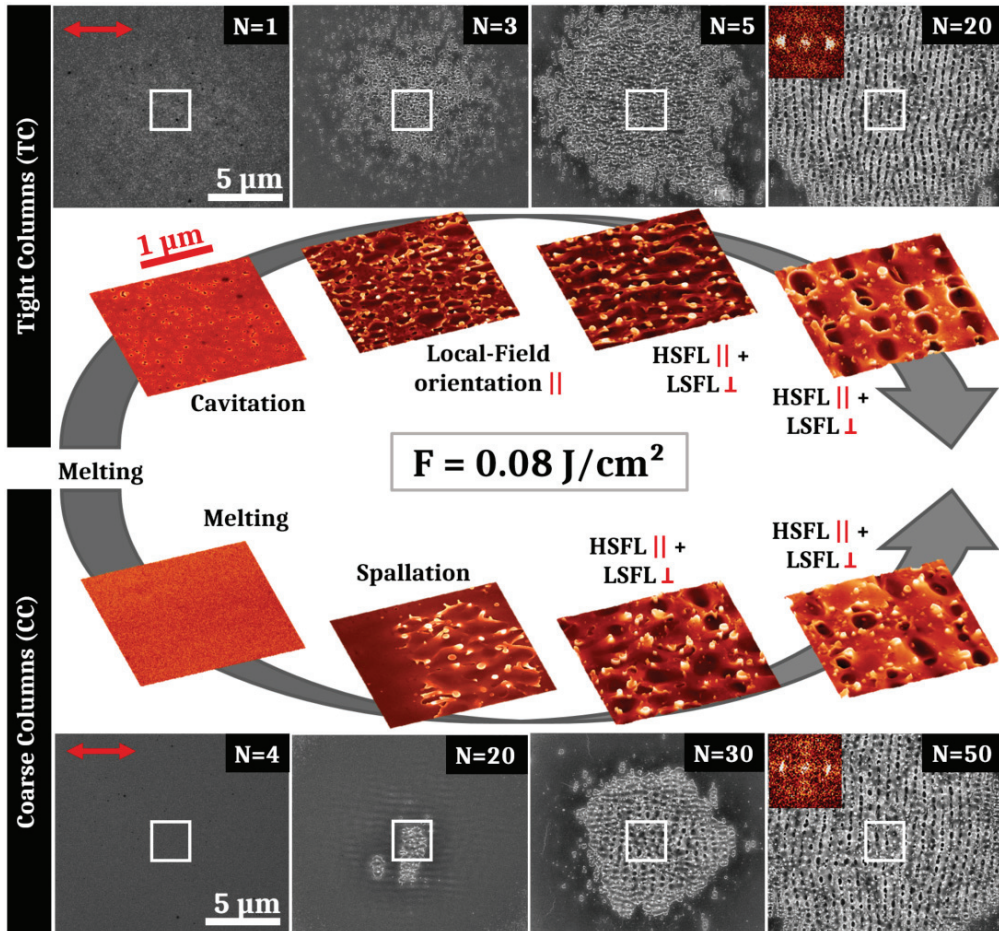 Tight Columns (TC)
N=1
N=3
N=5
N=20
5 µm
1 µm
Cavitation
Local-Field
orientation ||
HSFL || +
LSFL ⊥
HSFL || +
LSFL ⊥
F = 0.08 J/cm²
Melting
Coarse Columns (CC)
Melting
Spallation
HSFL || +
LSFL ⊥
HSFL || +
LSFL ⊥
N=4
N=20
N=30
N=50
5 µm